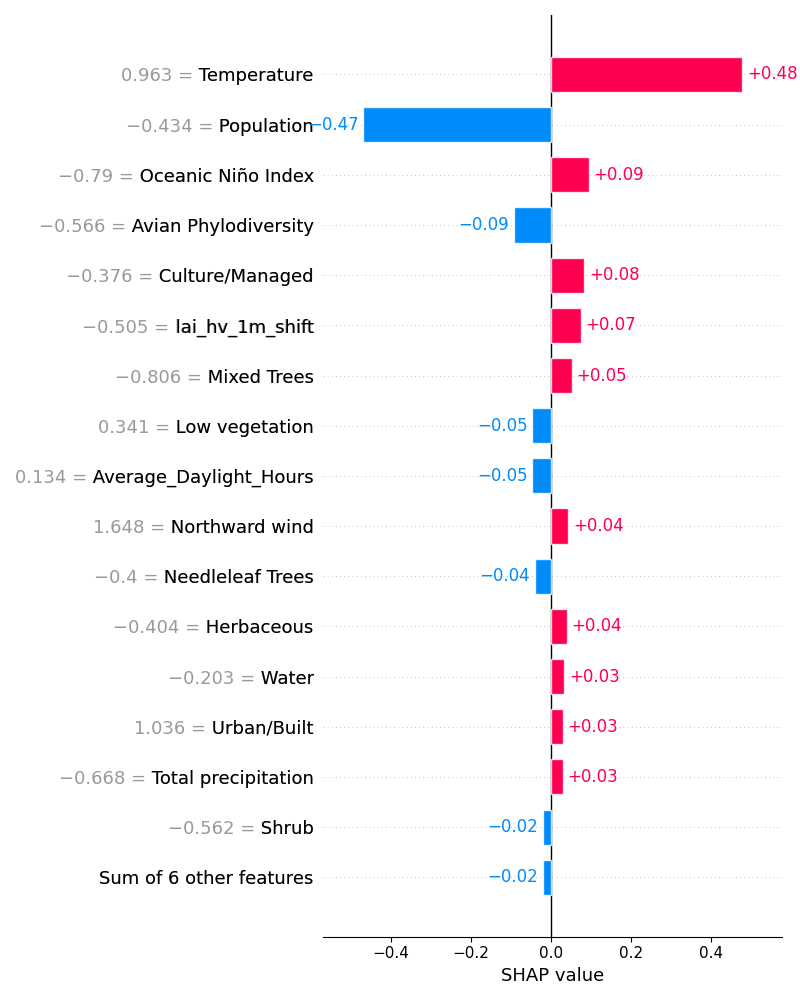 0.963 = Temperature +0.48
−0.434 = Population −0.47
−0.79 = Oceanic Niño Index +0.09
−0.566 = Avian Phylodiversity −0.09
−0.376 = Culture/Managed +0.08
−0.505 = lai_hv_1m_shift +0.07
−0.806 = Mixed Trees +0.05
0.341 = Low vegetation −0.05
0.134 = Average_Daylight_Hours −0.05
1.648 = Northward wind +0.04
−0.4 = Needleleaf Trees −0.04
−0.404 = Herbaceous +0.04
−0.203 = Water +0.03
1.036 = Urban/Built +0.03
−0.668 = Total precipitation +0.03
−0.562 = Shrub −0.02
Sum of 6 other features −0.02
−0.4 −0.2 0.0 0.2 0.4
SHAP value